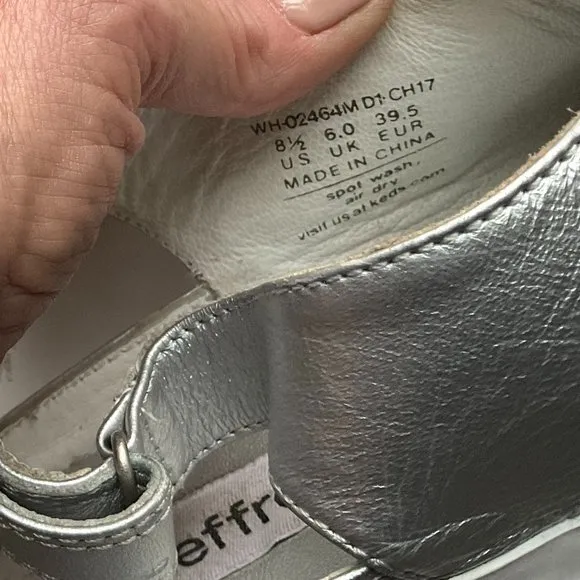 WH-02464M D1-CH17
8½ 6.0 39.5
US UK EUR
MADE IN CHINA
spot wash,
air dry
visit us at keds.com
effr